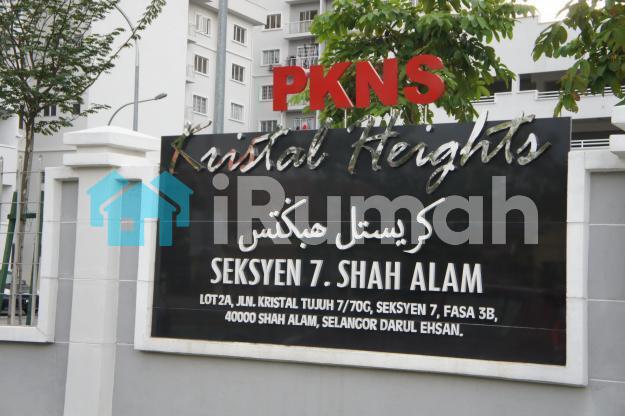 PKNS
Kristal Heights
iRumah
كريستل هيكتس
SEKSYEN 7. SHAH ALAM
LOT 2A, JLN. KRISTAL TUJUH 7/70G, SEKSYEN 7, FASA 3B,
40000 SHAH ALAM, SELANGOR DARUL EHSAN.